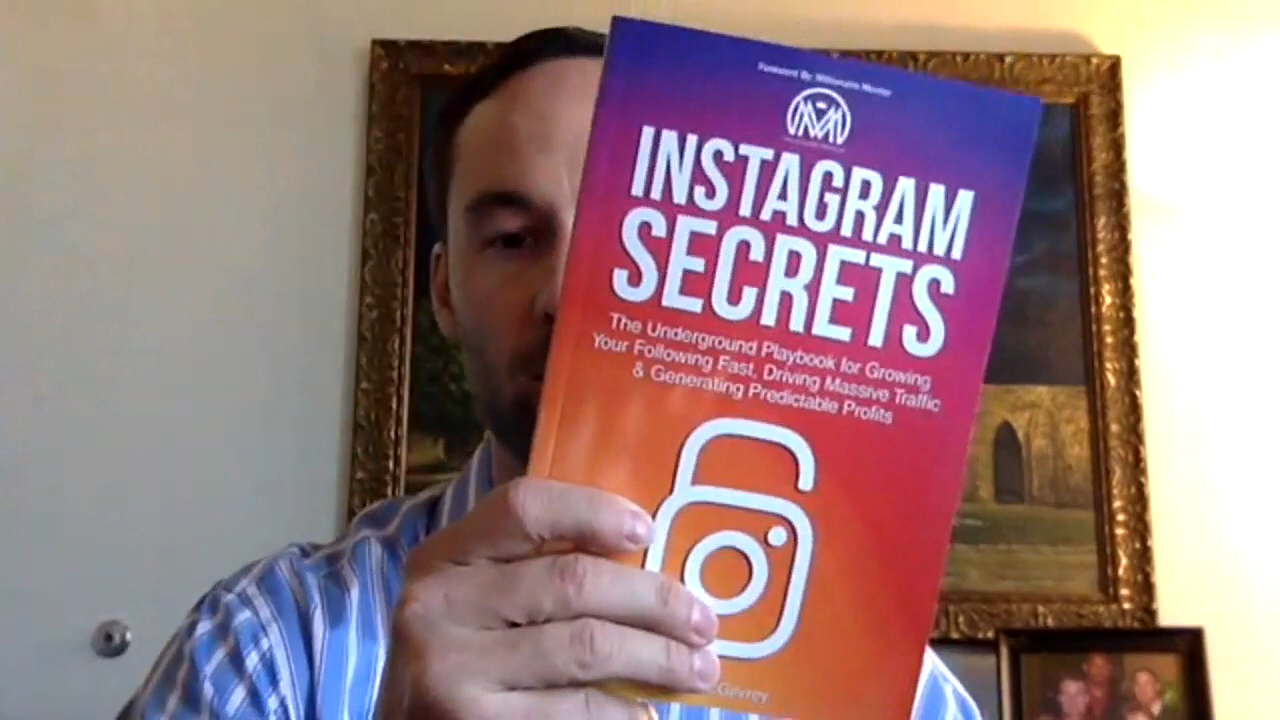 Foreword By Millionaire Mentor
INSTAGRAM
SECRETS
The Underground Playbook for Growing
Your Following Fast, Driving Massive Traffic
& Generating Predictable Profits